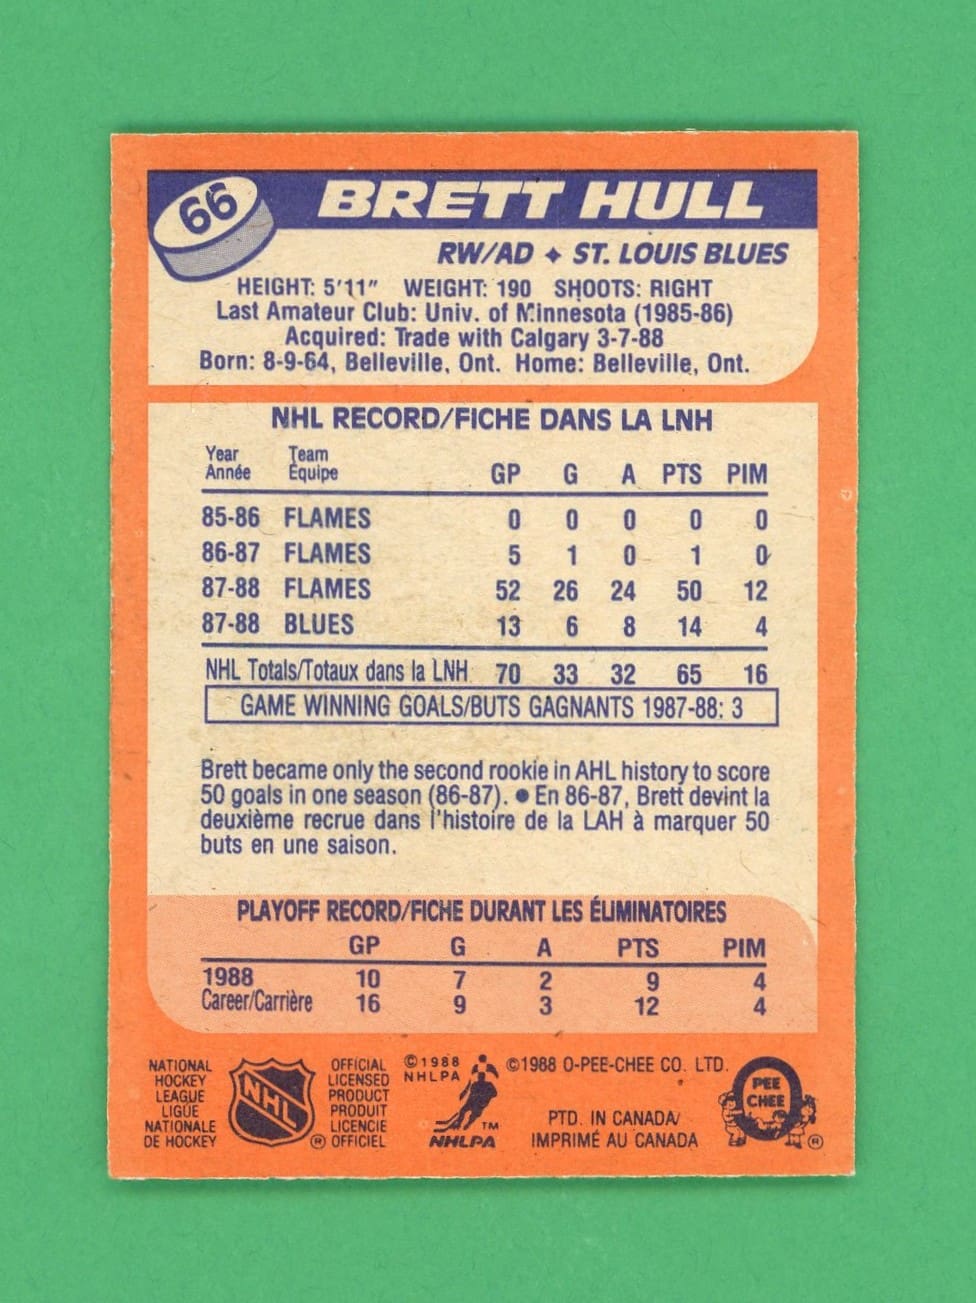 66
BRETT HULL
RW/AD ✦ ST. LOUIS BLUES
HEIGHT: 5'11" WEIGHT: 190 SHOOTS: RIGHT
Last Amateur Club: Univ. of Minnesota (1985-86)
Acquired: Trade with Calgary 3-7-88
Born: 8-9-64, Belleville, Ont. Home: Belleville, Ont.
NHL RECORD/FICHE DANS LA LNH
Year Team
Année Équipe GP G A PTS PIM
85-86 FLAMES 0 0 0 0 0
86-87 FLAMES 5 1 0 1 0
87-88 FLAMES 52 26 24 50 12
87-88 BLUES 13 6 8 14 4
NHL Totals/Totaux dans la LNH 70 33 32 65 16
GAME WINNING GOALS/BUTS GAGNANTS 1987-88: 3
Brett became only the second rookie in AHL history to score
50 goals in one season (86-87). ● En 86-87, Brett devint la
deuxième recrue dans l'histoire de la LAH à marquer 50
buts en une saison.
PLAYOFF RECORD/FICHE DURANT LES ÉLIMINATOIRES
GP G A PTS PIM
1988 10 7 2 9 4
Career/Carrière 16 9 3 12 4
NATIONAL
HOCKEY
LEAGUE
LIGUE
NATIONALE
DE HOCKEY
NHL
®
OFFICIAL
LICENSED
PRODUCT
PRODUIT
LICENCIE
OFFICIEL
©1988
NHLPA
TM
NHLPA
©1988 O-PEE-CHEE CO. LTD.
PTD. IN CANADA/
IMPRIMÉ AU CANADA
PEE
CHEE
®